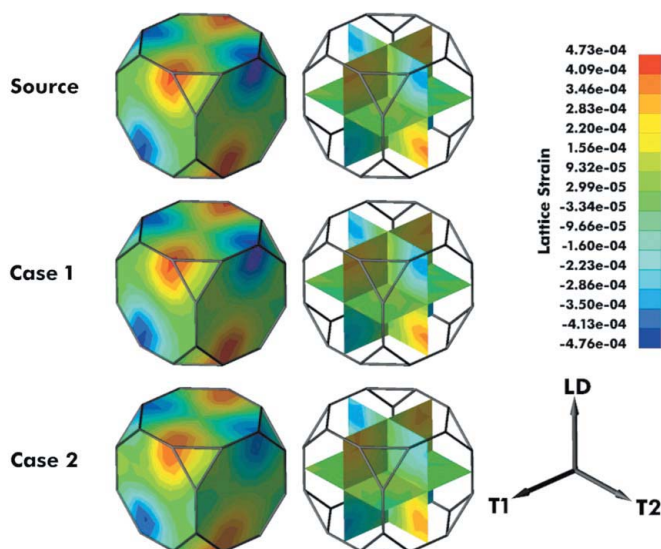 Source
Case 1
Case 2
Lattice Strain
4.73e-04
4.09e-04
3.46e-04
2.83e-04
2.20e-04
1.56e-04
9.32e-05
2.99e-05
-3.34e-05
-9.66e-05
-1.60e-04
-2.23e-04
-2.86e-04
-3.50e-04
-4.13e-04
-4.76e-04
LD
T1
T2